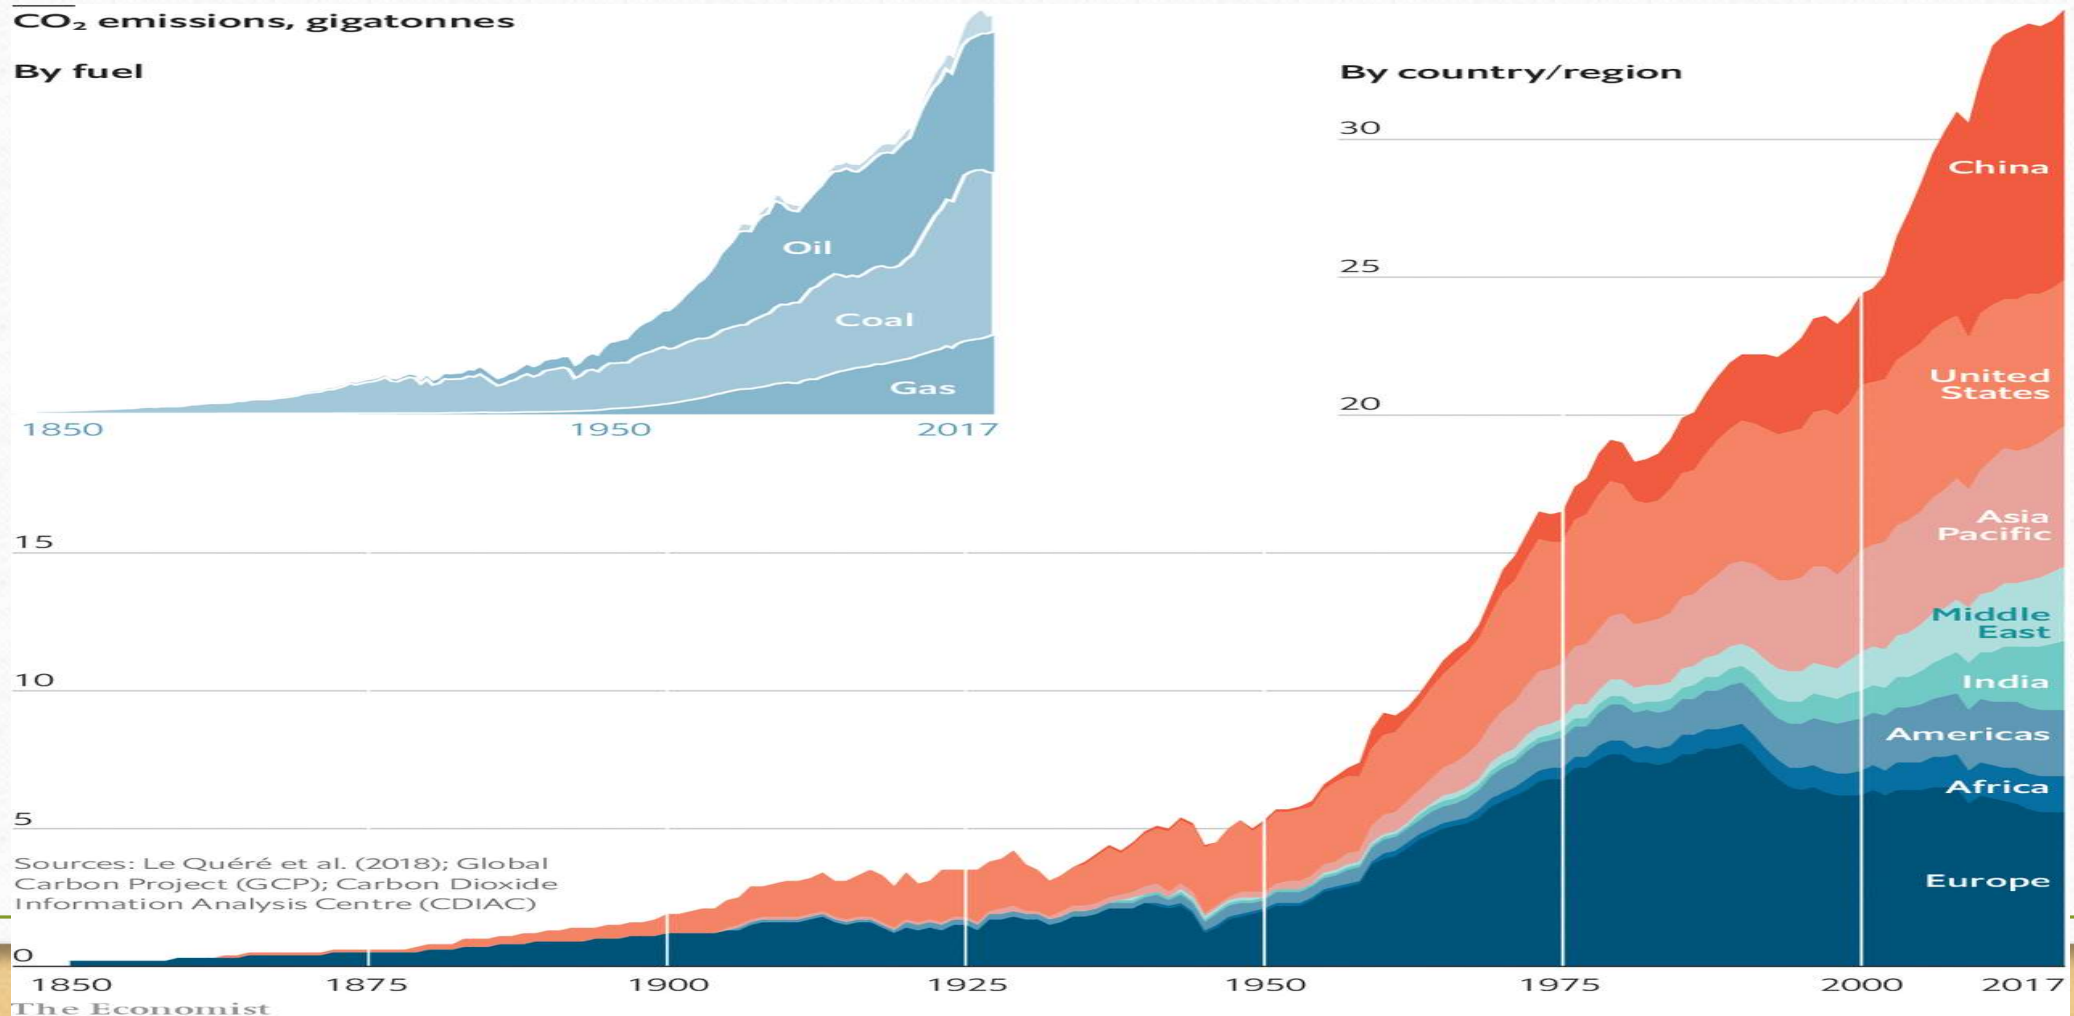 CO₂ emissions, gigatonnes
By fuel
Oil
Coal
Gas
1850 1950 2017
By country/region
30
25
20
15
10
5
0
China
United
States
Asia
Pacific
Middle
East
India
Americas
Africa
Europe
Sources: Le Quéré et al. (2018); Global
Carbon Project (GCP); Carbon Dioxide
Information Analysis Centre (CDIAC)
1850 1875 1900 1925 1950 1975 2000 2017
The Economist